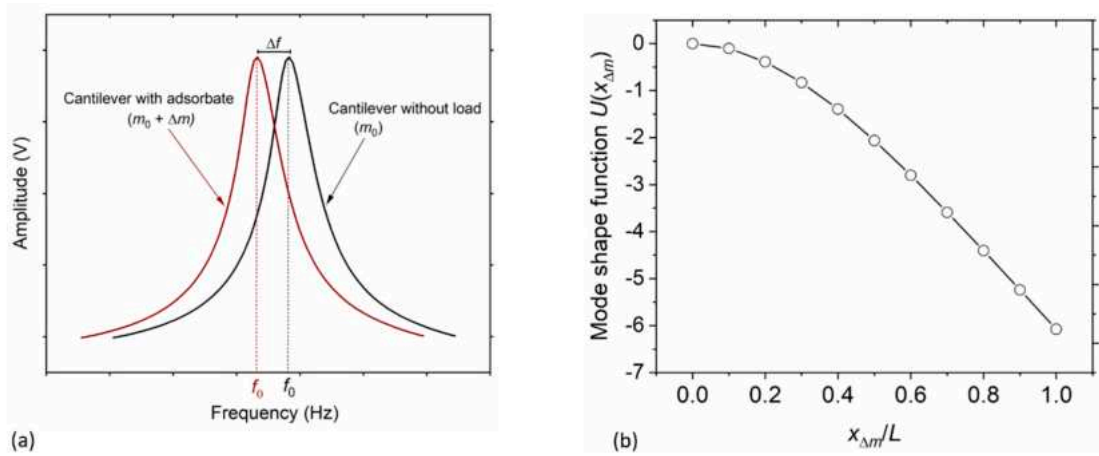 Δf
Cantilever with adsorbate
(m₀ + Δm)
Cantilever without load
(m₀)
Amplitude (V)
f₀
f₀
Frequency (Hz)
(a)
Mode shape function U(xΔm)
0
-1
-2
-3
-4
-5
-6
-7
0.0 0.2 0.4 0.6 0.8 1.0
xΔm/L
(b)